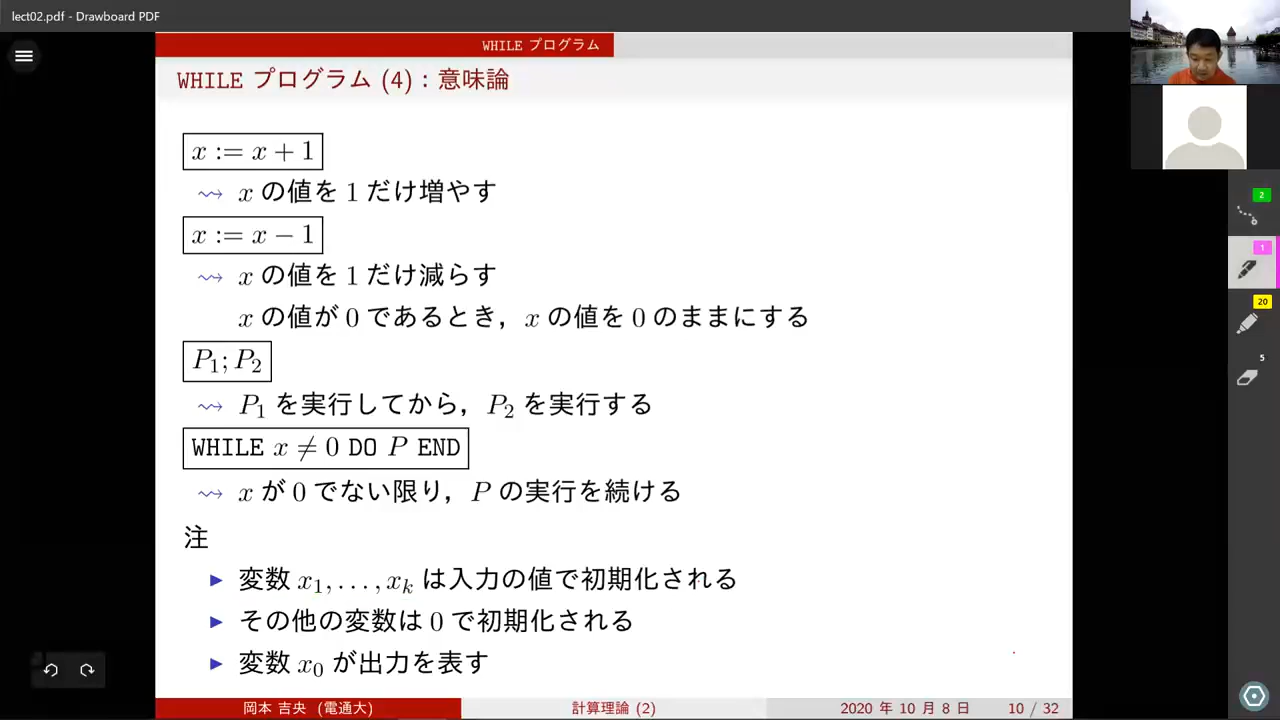 lect02.pdf - Drawboard PDF
WHILE プログラム
WHILE プログラム (4) : 意味論
x := x + 1
⇝ x の値を 1 だけ増やす
x := x − 1
⇝ x の値を 1 だけ減らす
x の値が 0 であるとき，x の値を 0 のままにする
P₁; P₂
⇝ P₁ を実行してから，P₂ を実行する
WHILE x ≠ 0 DO P END
⇝ x が 0 でない限り，P の実行を続ける
注
▶ 変数 x₁, . . . , xₖ は入力の値で初期化される
▶ その他の変数は 0 で初期化される
▶ 変数 x₀ が出力を表す
岡本 吉央 (電通大)
計算理論 (2)
2020 年 10 月 8 日
10 / 32
2
1
20
5